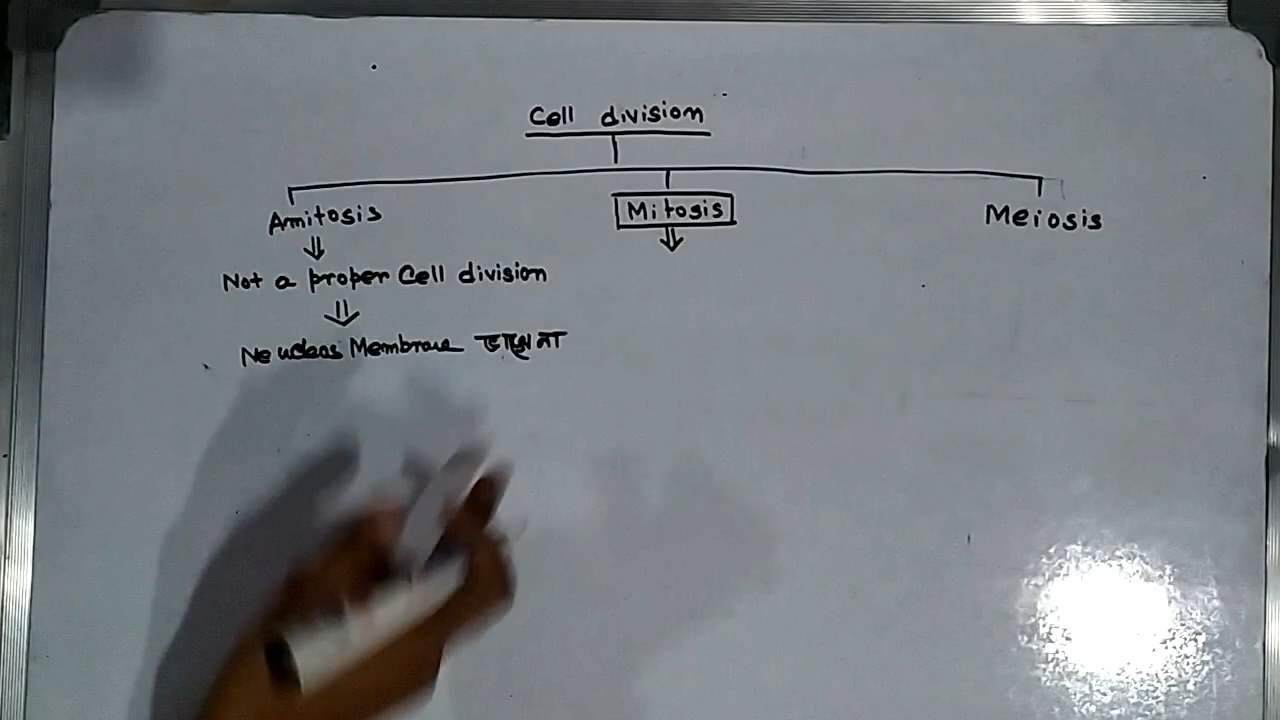 Cell division
Amitosis
Mitosis
Meiosis
Not a proper Cell division
Neucleas Membrane ভাঙ্গে না